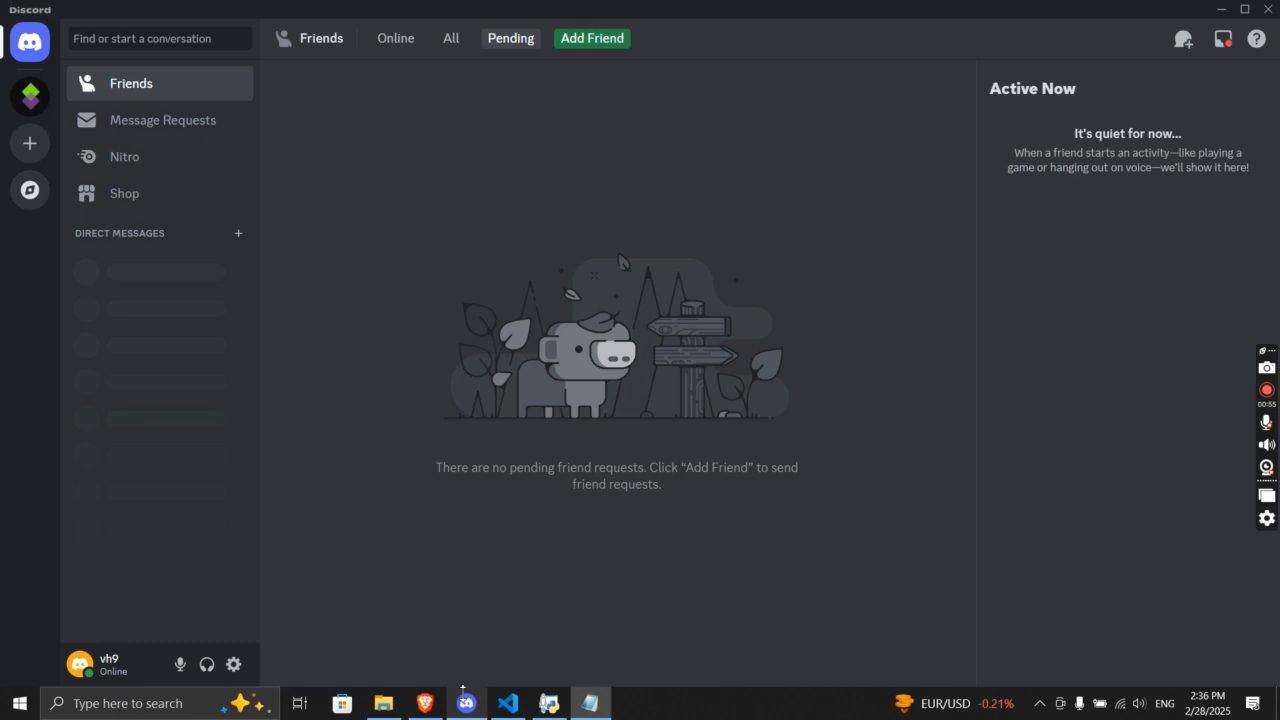 Discord
Find or start a conversation
Friends
Online
All
Pending
Add Friend
Friends
Message Requests
Nitro
Shop
DIRECT MESSAGES
Active Now
It's quiet for now...
When a friend starts an activity—like playing a
game or hanging out on voice—we'll show it here!
There are no pending friend requests. Click “Add Friend” to send
friend requests.
00:55
vh9
Online
Type here to search
EUR/USD -0.21%
ENG
2:36 PM
2/28/2025